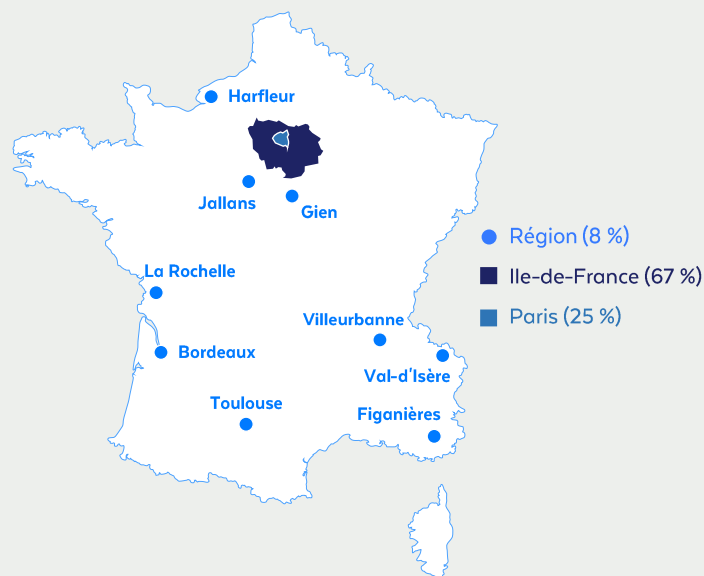 Harfleur
Jallans
Gien
Région (8 %)
La Rochelle
Ile-de-France (67 %)
Villeurbanne
Paris (25 %)
Bordeaux
Val-d'Isère
Toulouse
Figanières